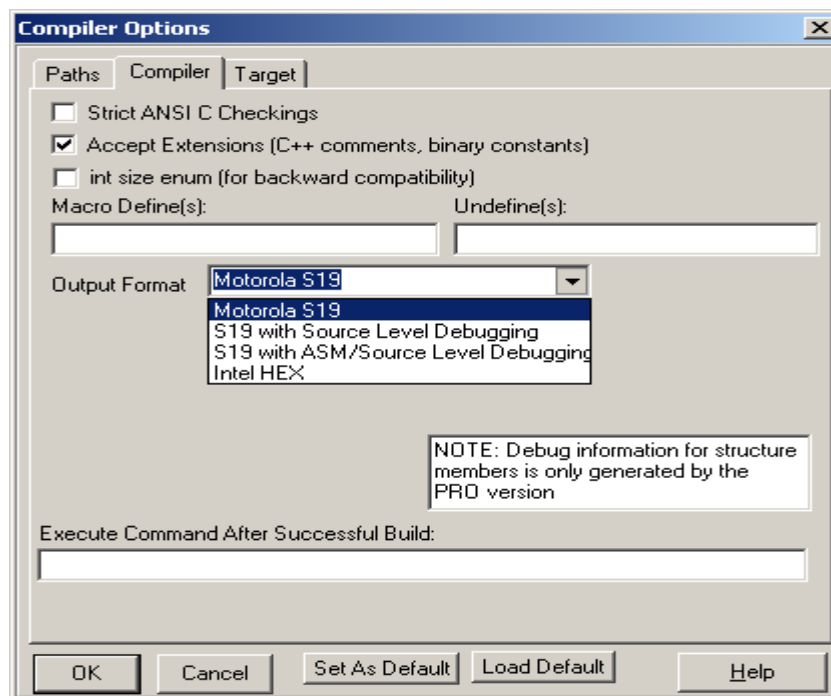 Compiler Options
Paths Compiler Target
Strict ANSI C Checkings
Accept Extensions (C++ comments, binary constants)
int size enum (for backward compatibility)
Macro Define(s): Undefine(s):
Output Format Motorola S19
Motorola S19
S19 with Source Level Debugging
S19 with ASM/Source Level Debugging
Intel HEX
NOTE: Debug information for structure
members is only generated by the
PRO version
Execute Command After Successful Build:
OK Cancel Set As Default Load Default Help